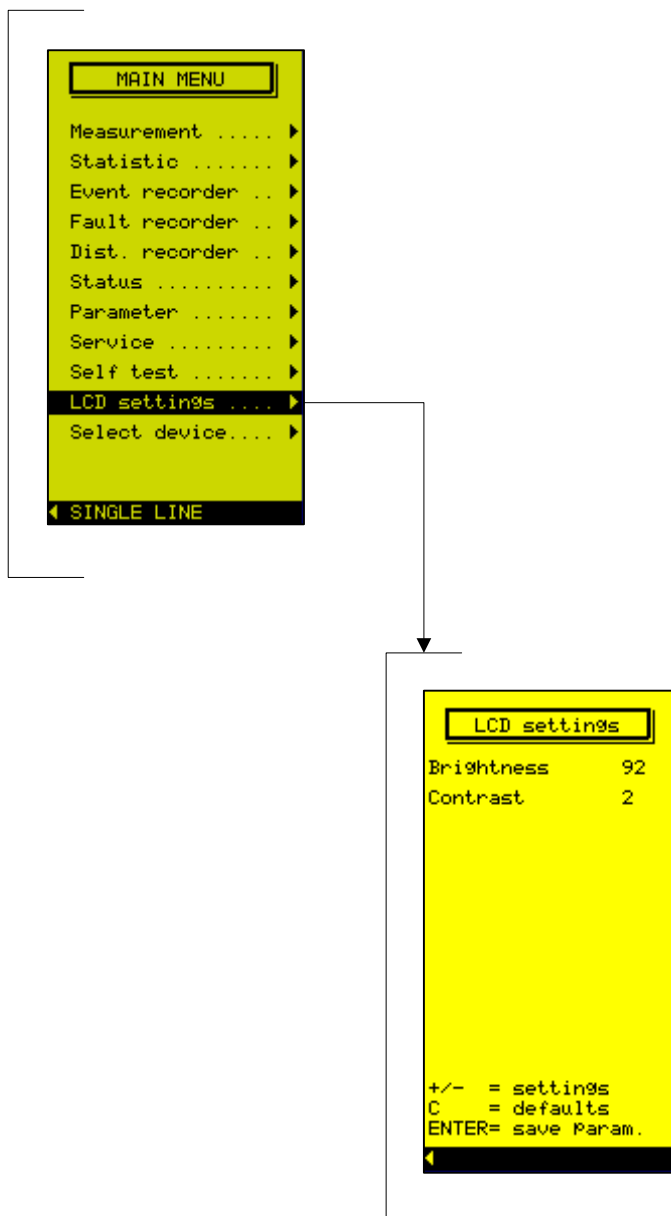 MAIN MENU
Measurement ..... ▶
Statistic ....... ▶
Event recorder .. ▶
Fault recorder .. ▶
Dist. recorder .. ▶
Status .......... ▶
Parameter ....... ▶
Service ......... ▶
Self test ....... ▶
LCD settings .... ▶
Select device.... ▶
◀ SINGLE LINE
LCD settings
Brightness 92
Contrast 2
+/- = settings
C = defaults
ENTER= save Param.
◀